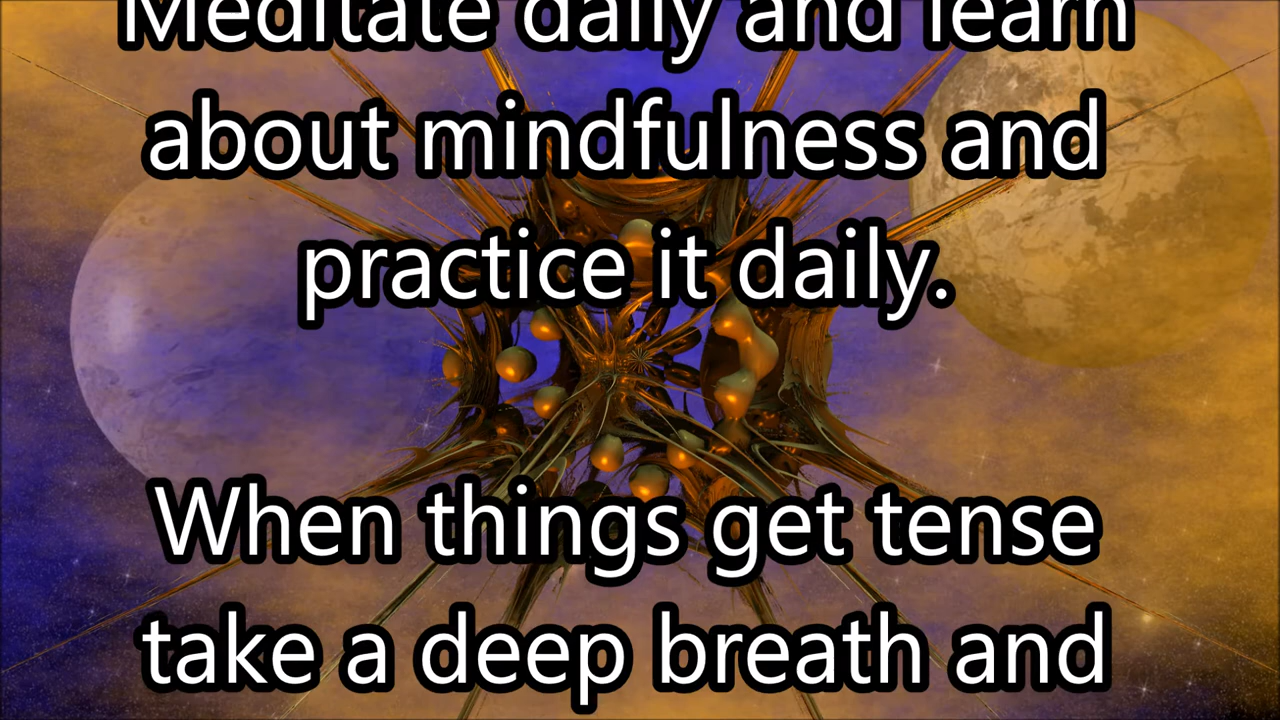 Meditate daily and learn
about mindfulness and
practice it daily.
When things get tense
take a deep breath and